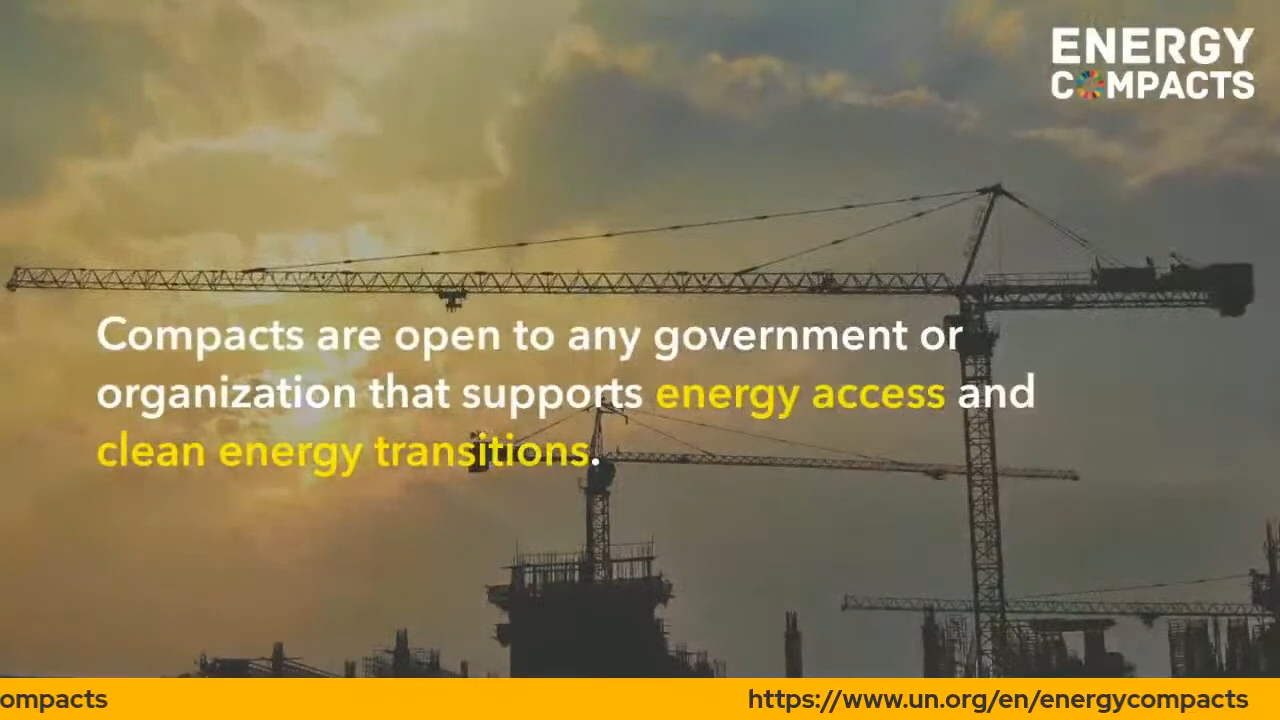 ENERGY
COMPACTS
Compacts are open to any government or
organization that supports energy access and
clean energy transitions.
ompacts https://www.un.org/en/energycompacts